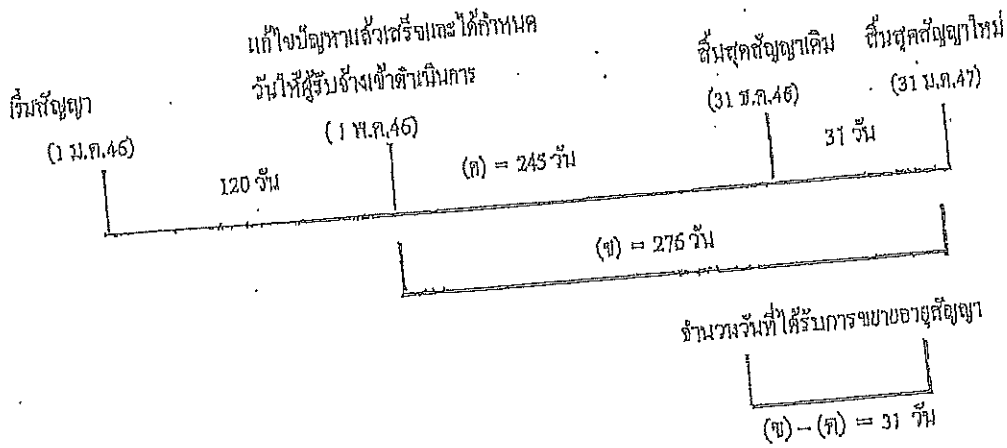 แก้ไขปัญหาแล้วเสร็จและได้กำหนด
วันให้ผู้รับจ้างเข้าดำเนินการ
(1 พ.ค.46)
เริ่มสัญญา
(1 ม.ค.46)
สิ้นสุดสัญญาเดิม
(31 ธ.ค.46)
สิ้นสุดสัญญาใหม่
(31 ม.ค.47)
120 วัน
(ค) = 245 วัน
31 วัน
(ข) = 276 วัน
จำนวนวันที่ได้รับการขยายอายุสัญญา
(ข) – (ค) = 31 วัน